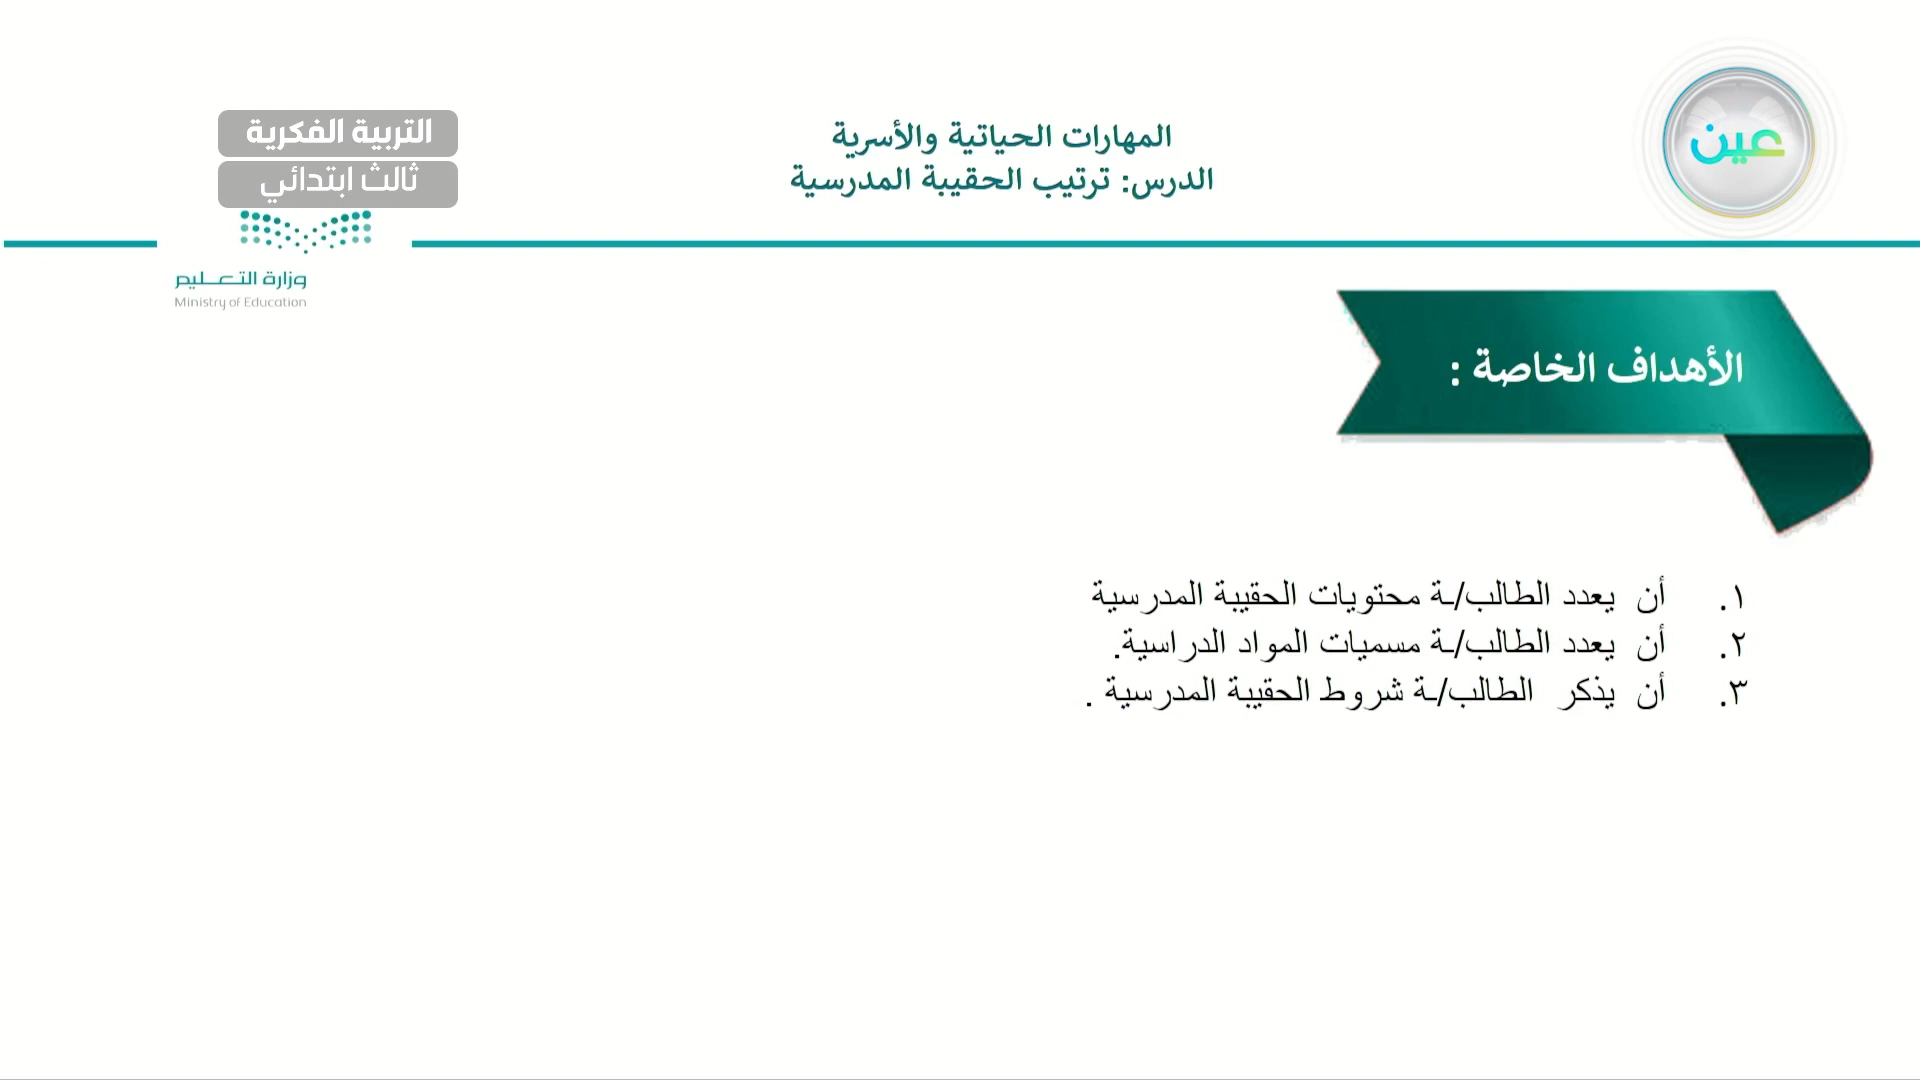 عين
المهارات الحياتية والأسرية
الدرس: ترتيب الحقيبة المدرسية
التربية الفكرية
ثالث ابتدائي
وزارة التعليم
Ministry of Education
الأهداف الخاصة :
١. أن يعدد الطالب/ـة محتويات الحقيبة المدرسية
٢. أن يعدد الطالب/ـة مسميات المواد الدراسية.
٣. أن يذكر الطالب/ـة شروط الحقيبة المدرسية .